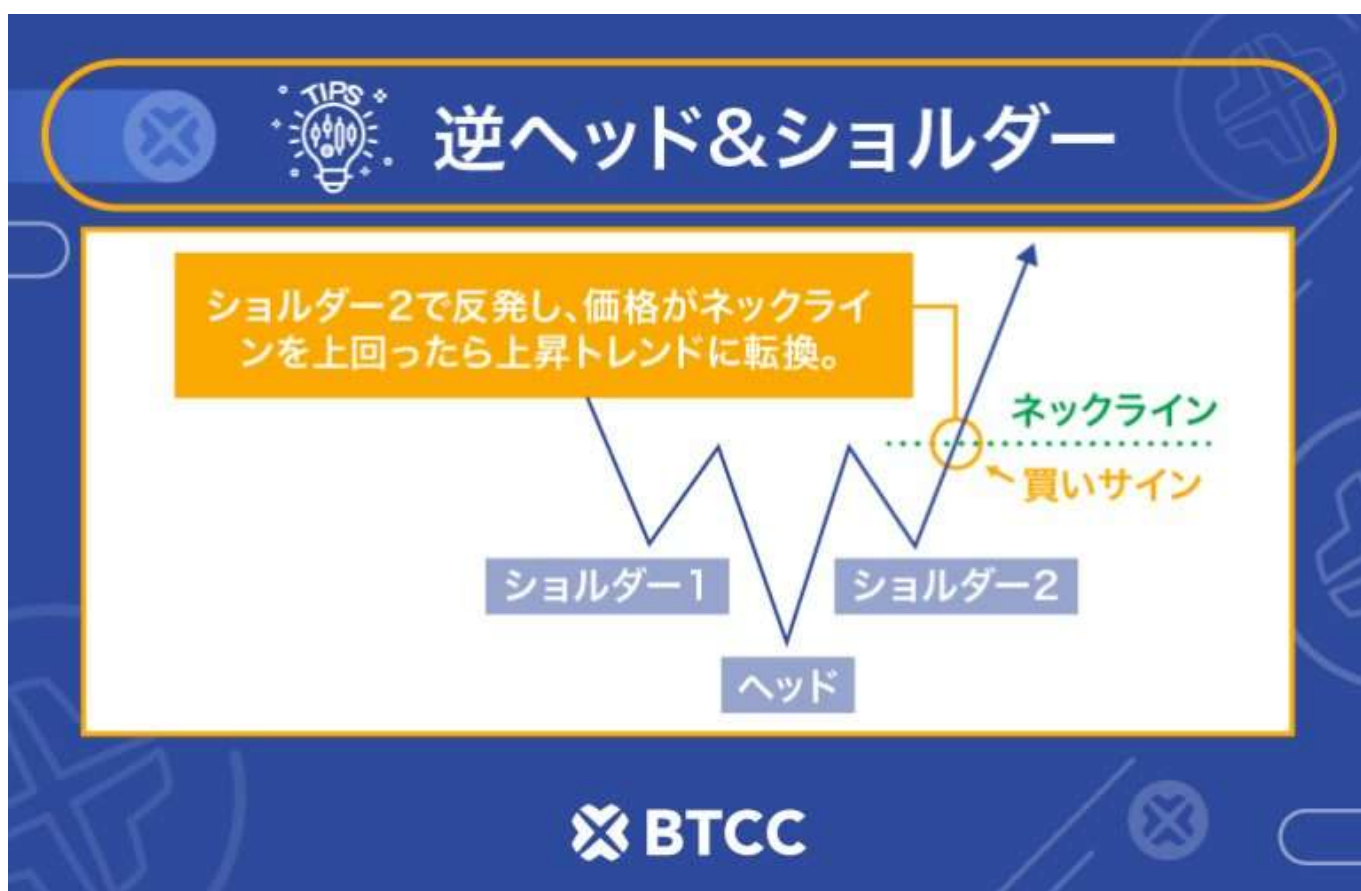 TIPS
逆ヘッド&ショルダー
ショルダー2で反発し、価格がネックライ
ンを上回ったら上昇トレンドに転換。
ネックライン
買いサイン
ショルダー1
ショルダー2
ヘッド
BTCC